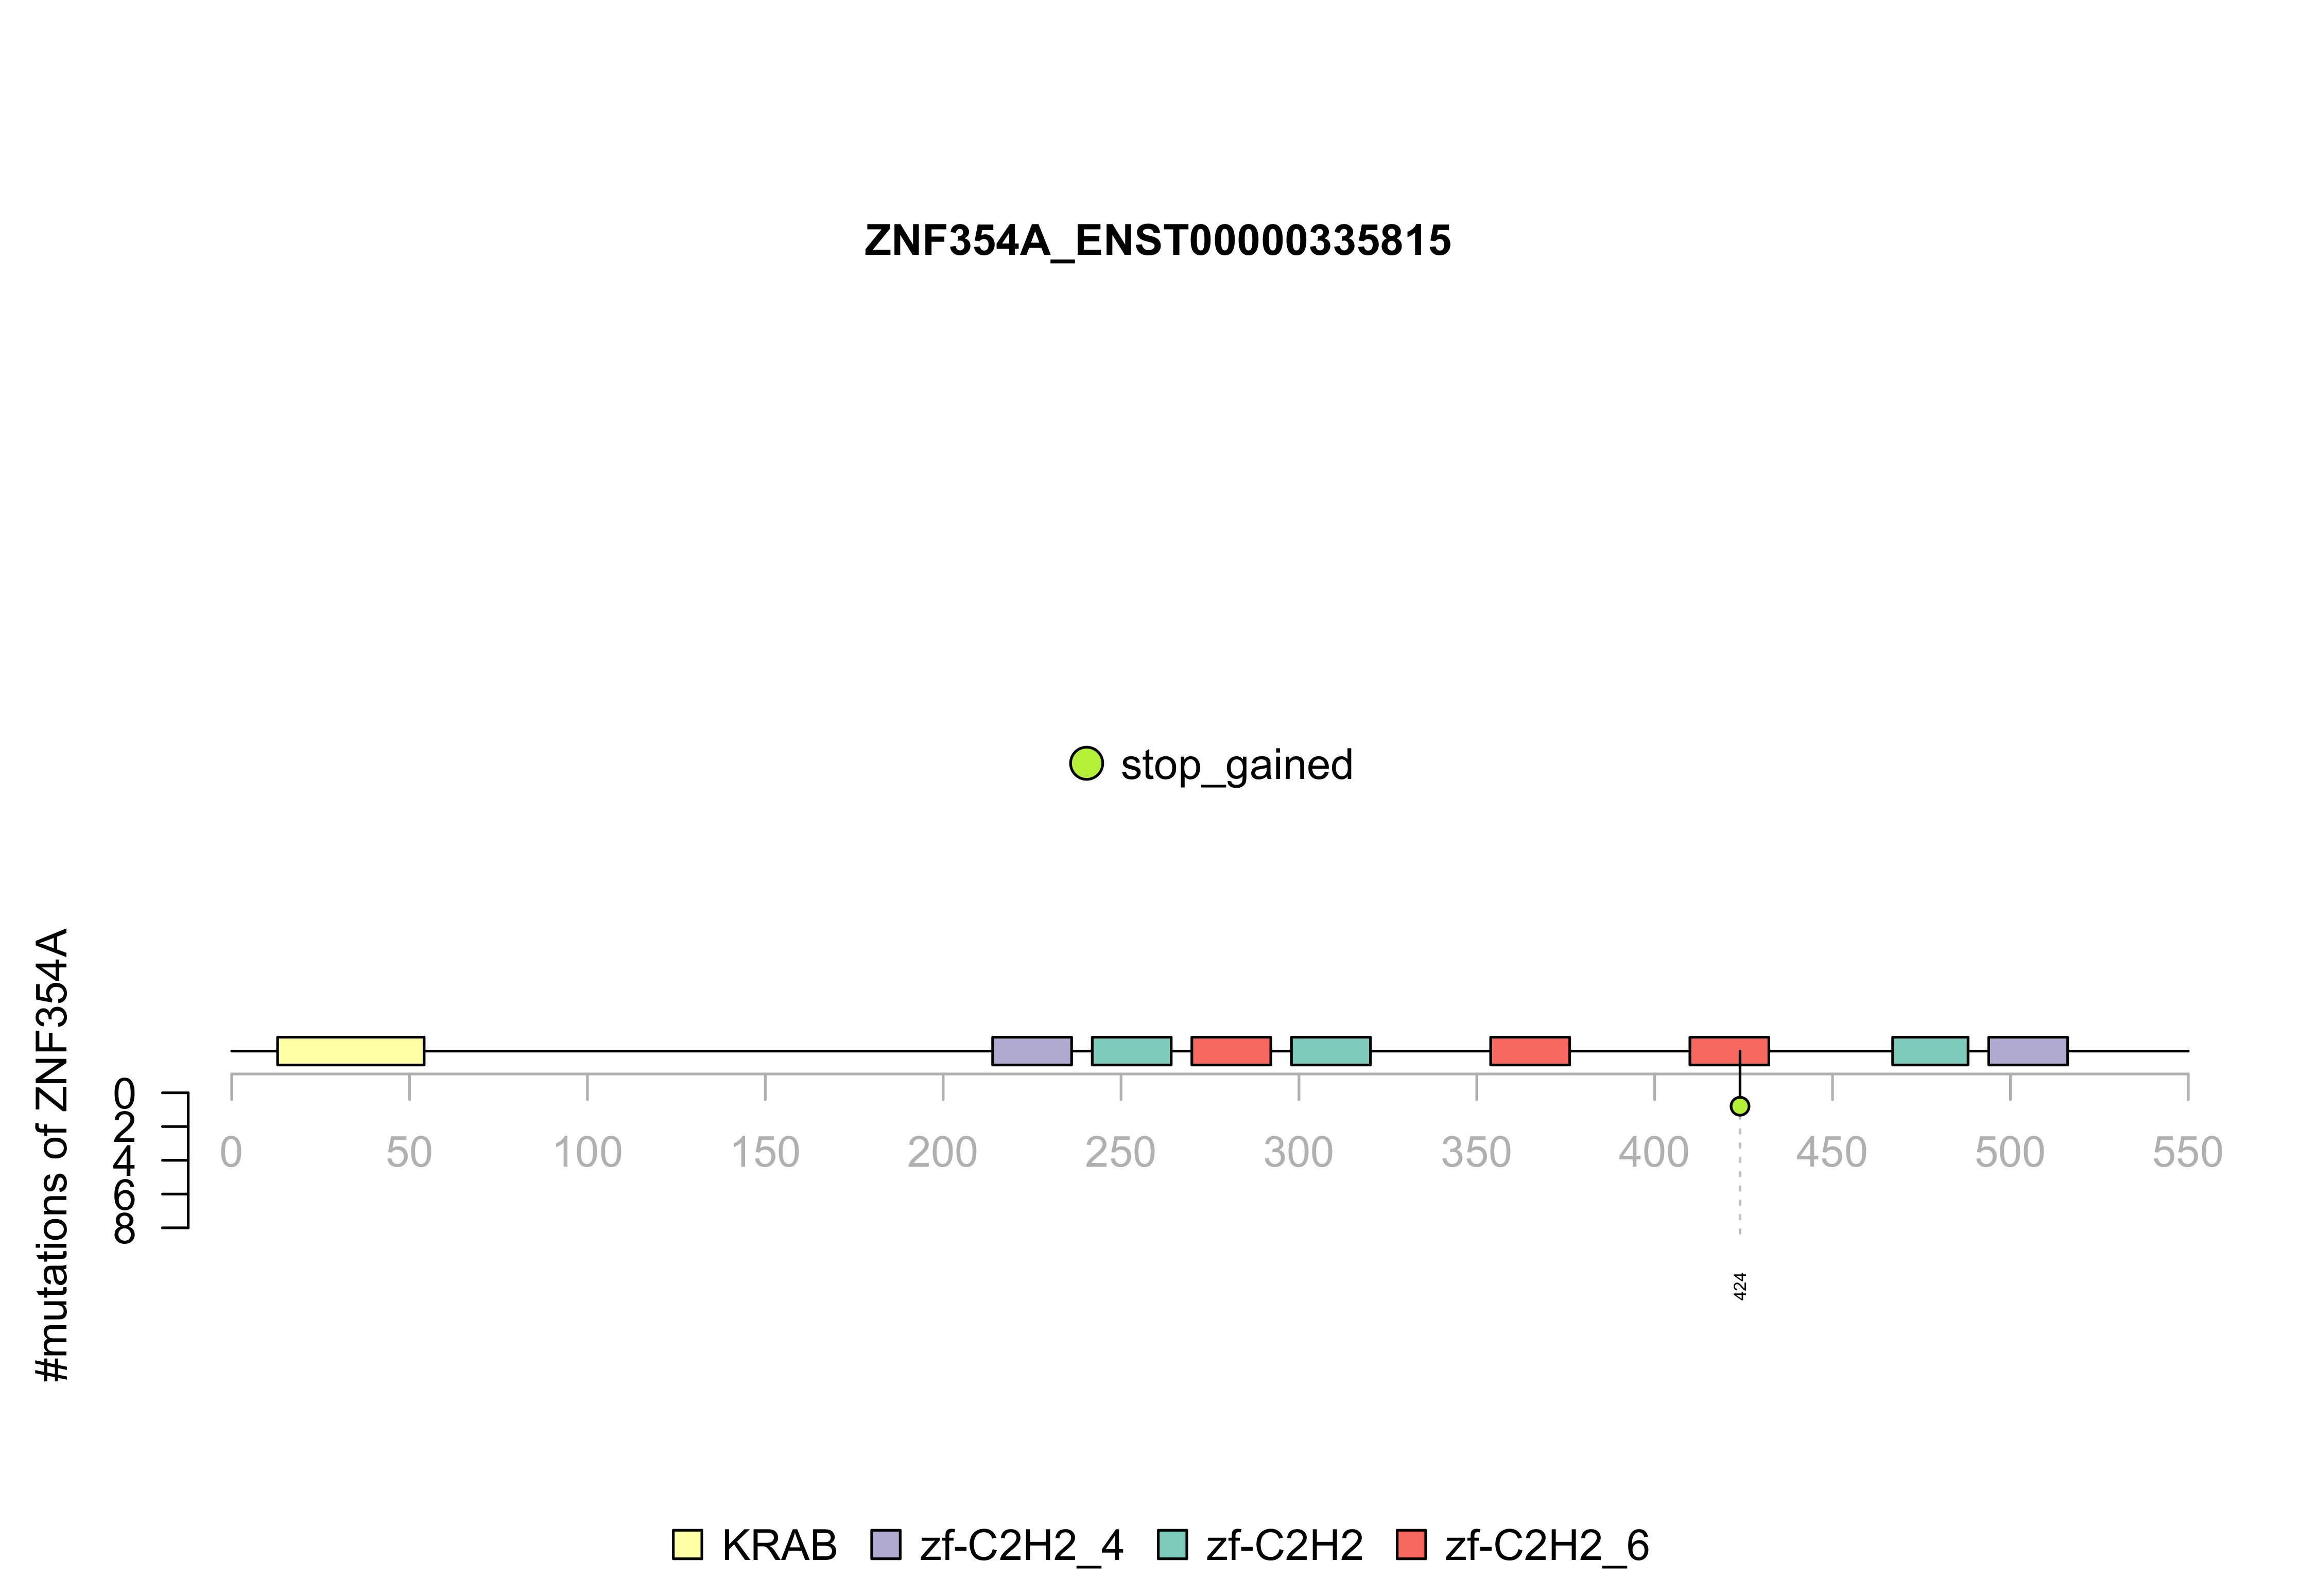 ZNF354A_ENST00000335815
stop_gained
#mutations of ZNF354A
0
2
4
6
8
0 50 100 150 200 250 300 350 400 450 500 550
424
KRAB zf-C2H2_4 zf-C2H2 zf-C2H2_6